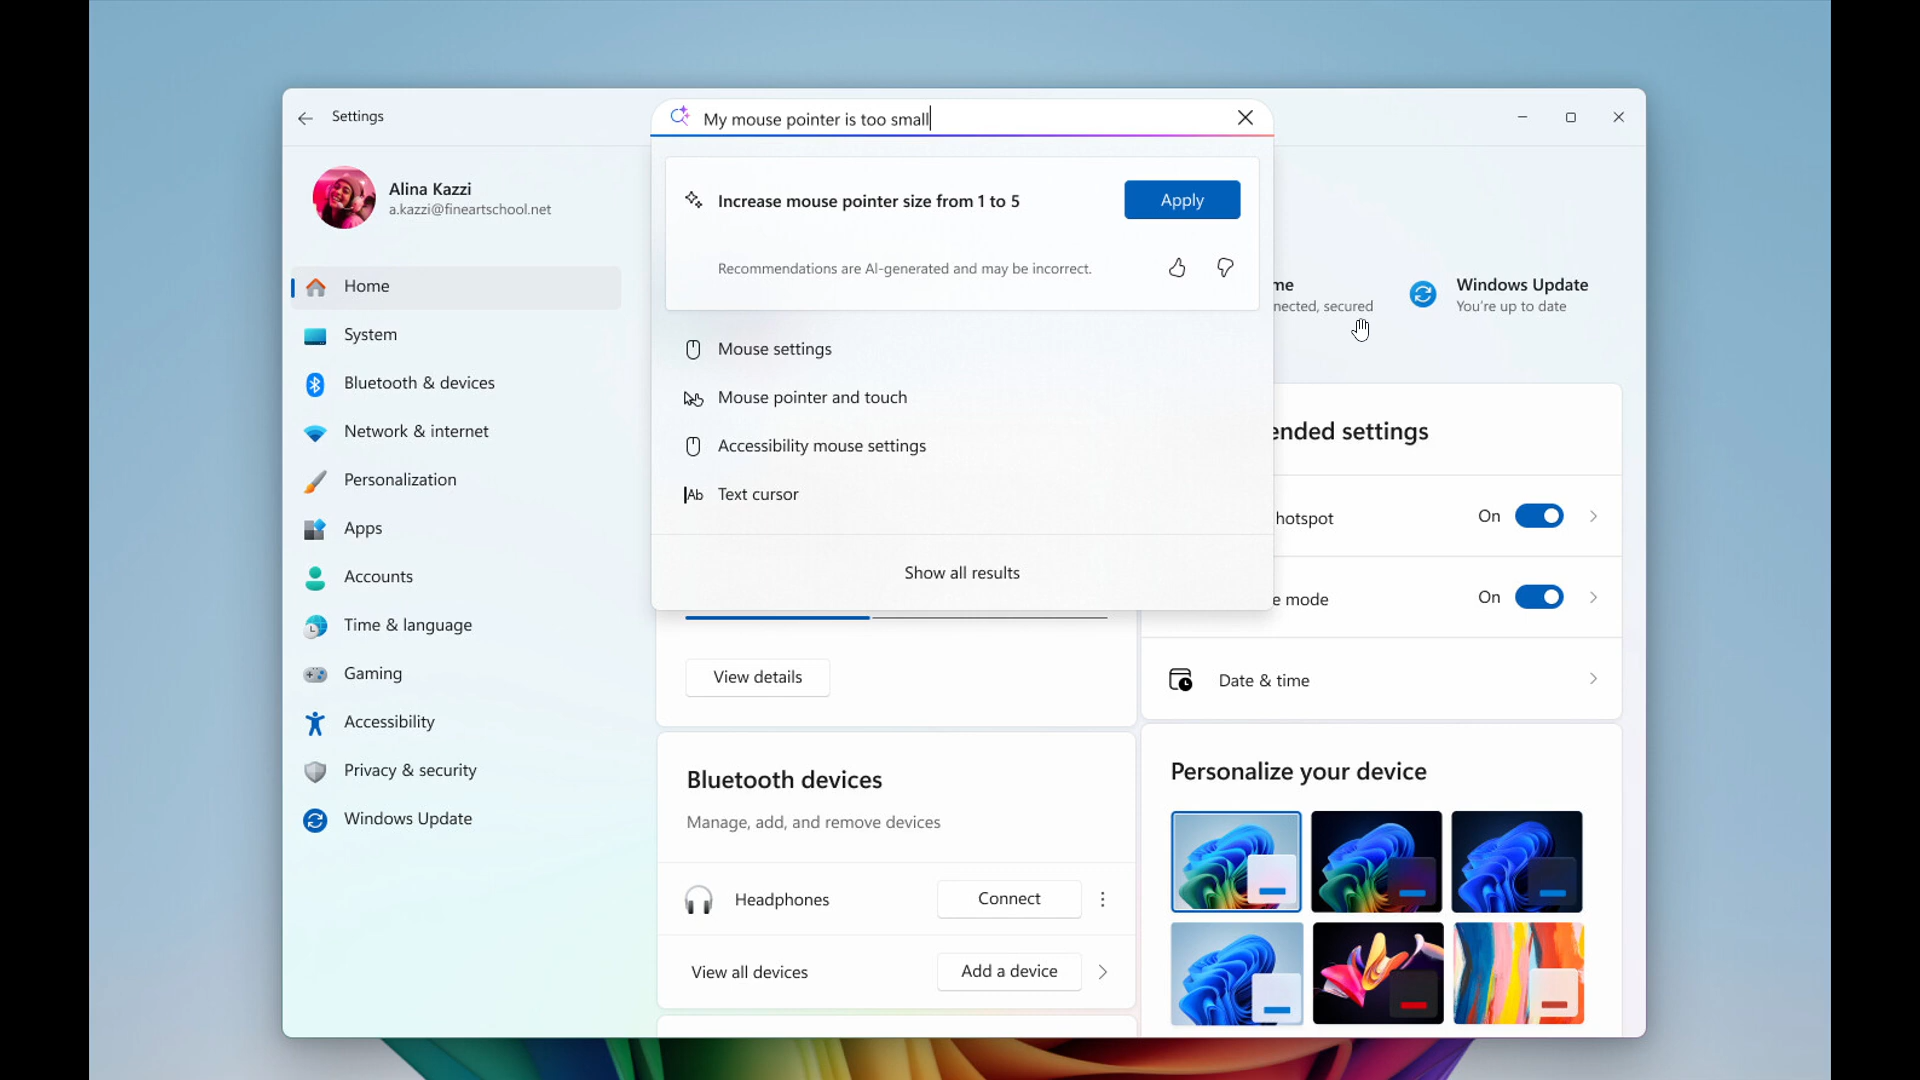 Settings
My mouse pointer is too small
Alina Kazzi
a.kazzi@fineartschool.net
Home
System
Bluetooth & devices
Network & internet
Personalization
Apps
Accounts
Time & language
Gaming
Accessibility
Privacy & security
Windows Update
Increase mouse pointer size from 1 to 5
Apply
Recommendations are AI-generated and may be incorrect.
Mouse settings
Mouse pointer and touch
Accessibility mouse settings
Ab Text cursor
Show all results
View details
Bluetooth devices
Manage, add, and remove devices
Headphones
Connect
View all devices
Add a device
me
nected, secured
Windows Update
You're up to date
ended settings
hotspot
On
e mode
On
Date & time
Personalize your device